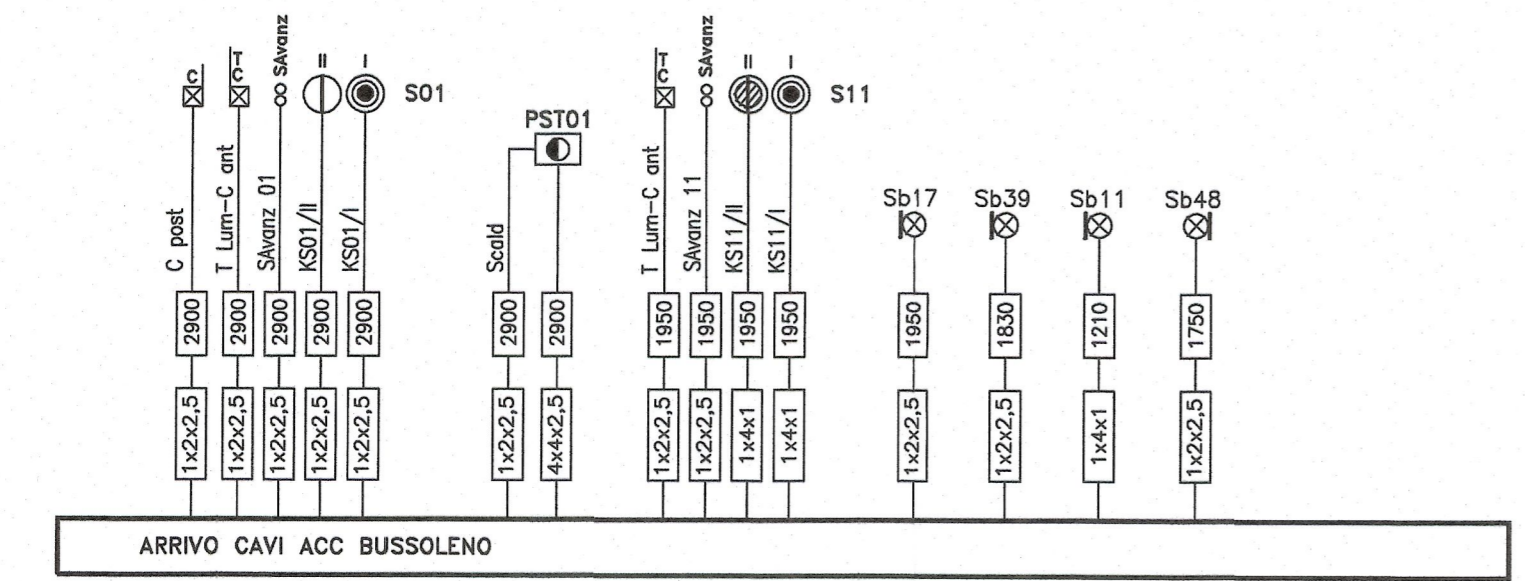 C
TC
SAvanz
II
I
S01
TC
SAvanz
II
I
S11
PST01
Sb17
Sb39
Sb11
Sb48
C post
T Lum-C ant
SAvanz 01
KS01/II
KS01/I
Scald
T Lum-C ant
SAvanz 11
KS11/II
KS11/I
2900
2900
2900
2900
2900
2900
2900
1950
1950
1950
1950
1950
1830
1210
1750
1x2x2,5
1x2x2,5
1x2x2,5
1x2x2,5
1x2x2,5
1x2x2,5
4x4x2,5
1x2x2,5
1x2x2,5
1x4x1
1x4x1
1x2x2,5
1x2x2,5
1x4x1
1x2x2,5
ARRIVO CAVI ACC BUSSOLENO